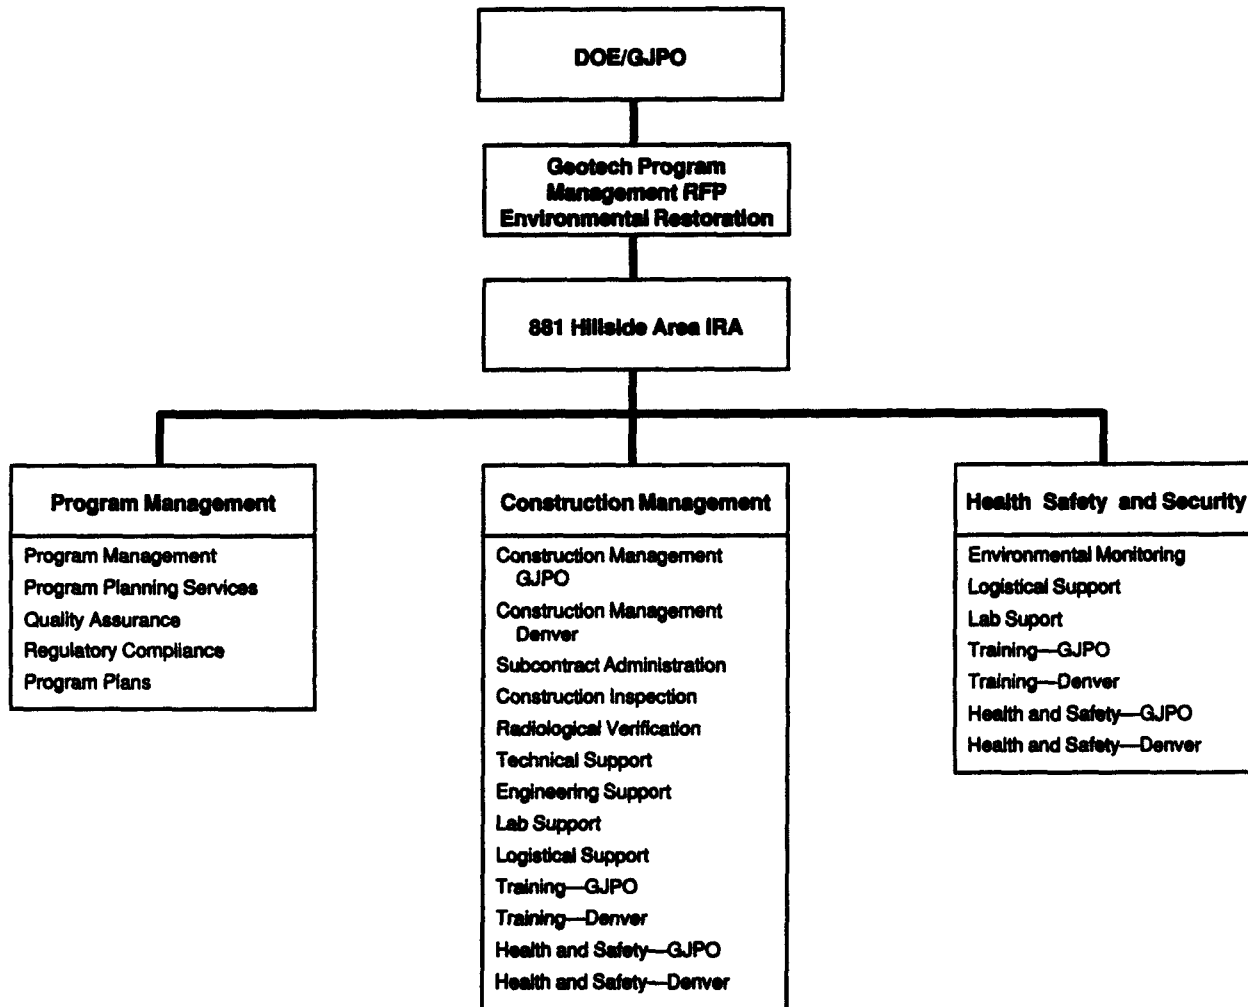 DOE/GJPO
Geotech Program
Management RFP
Environmental Restoration
881 Hillside Area IRA
Program Management
Program Management
Program Planning Services
Quality Assurance
Regulatory Compliance
Program Plans
Construction Management
Construction Management
GJPO
Construction Management
Denver
Subcontract Administration
Construction Inspection
Radiological Verification
Technical Support
Engineering Support
Lab Support
Logistical Support
Training—GJPO
Training—Denver
Health and Safety—GJPO
Health and Safety—Denver
Health Safety and Security
Environmental Monitoring
Logistical Support
Lab Suport
Training—GJPO
Training—Denver
Health and Safety—GJPO
Health and Safety—Denver